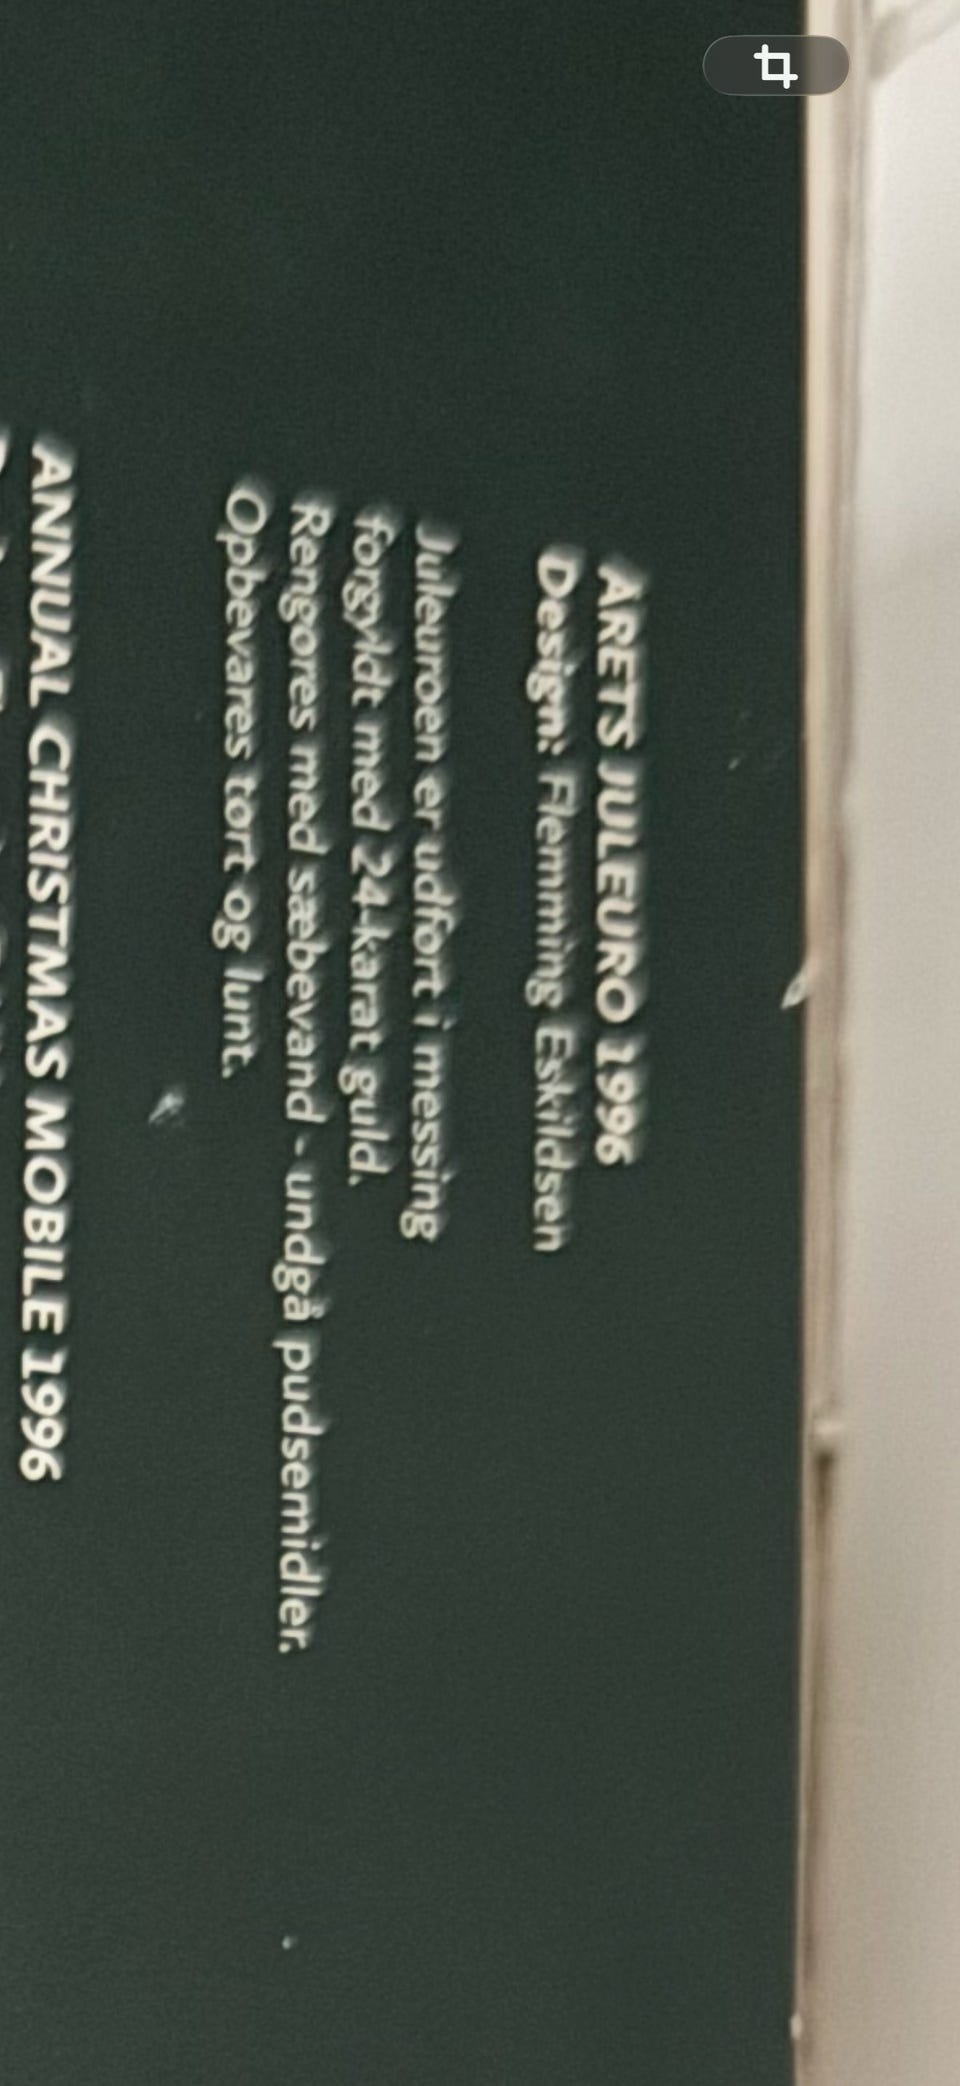 ÅRETS JULEURO 1996
Design: Flemming Eskildsen
Juleuroen er udført i messing
forgyldt med 24-karat guld.
Rengøres med sæbevand - undgå pudsemidler.
Opbevares tørt og lunt.
ANNUAL CHRISTMAS MOBILE 1996